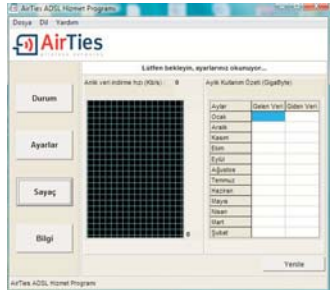 AirTies ADSL Hizmet Programı
Dosya Dil Yardım
AirTies
Lütfen bekleyin, ayarlarınız okunuyor...
Anlık veri indirme hızı (Kb/s) : 0
Aylık Kullanım Özeti (GigaByte)
Durum
Ayarlar
Sayaç
Bilgi
Aylar Gelen Veri Giden Veri
Ocak
Aralık
Kasım
Ekim
Eylül
Ağustos
Temmuz
Haziran
Mayıs
Nisan
Mart
Şubat
0
Yenile
AirTies ADSL Hizmet Programı